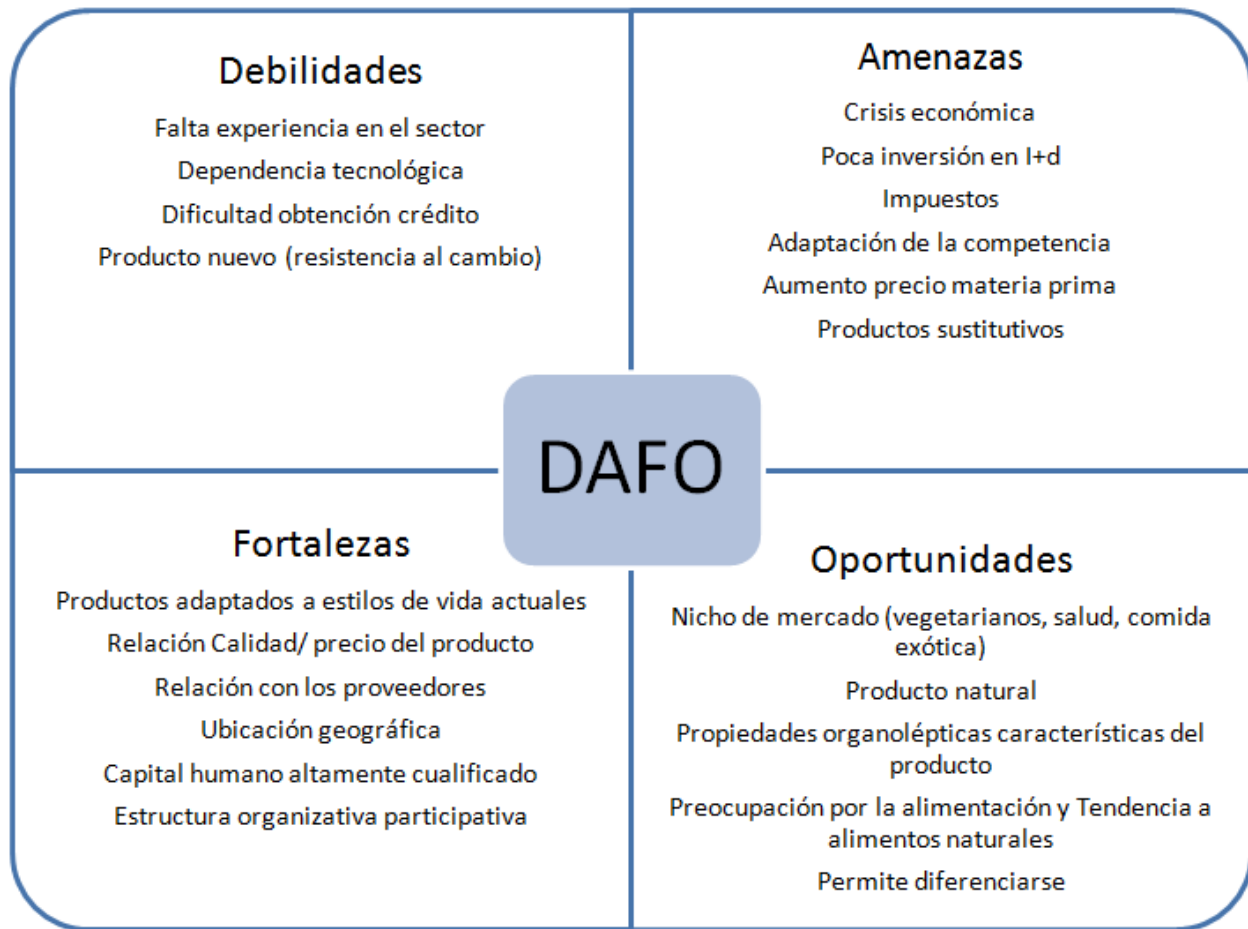 Debilidades
Falta experiencia en el sector
Dependencia tecnológica
Dificultad obtención crédito
Producto nuevo (resistencia al cambio)
Amenazas
Crisis económica
Poca inversión en I+d
Impuestos
Adaptación de la competencia
Aumento precio materia prima
Productos sustitutivos
DAFO
Fortalezas
Productos adaptados a estilos de vida actuales
Relación Calidad/ precio del producto
Relación con los proveedores
Ubicación geográfica
Capital humano altamente cualificado
Estructura organizativa participativa
Oportunidades
Nicho de mercado (vegetarianos, salud, comida
exótica)
Producto natural
Propiedades organolépticas características del
producto
Preocupación por la alimentación y Tendencia a
alimentos naturales
Permite diferenciarse